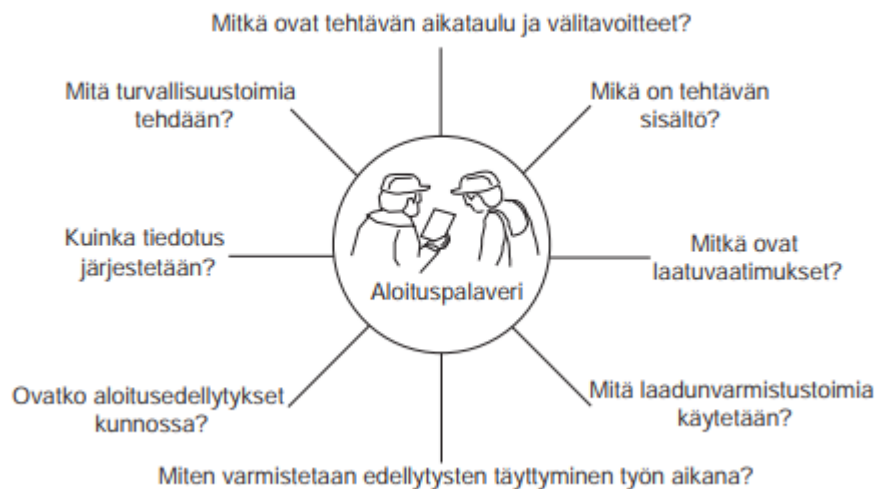 Mitkä ovat tehtävän aikataulu ja välitavoitteet?
Mitä turvallisuustoimia
tehdään?
Mikä on tehtävän
sisältö?
Kuinka tiedotus
järjestetään?
Mitkä ovat
laatuvaatimukset?
Aloituspalaveri
Ovatko aloitusedellytykset
kunnossa?
Mitä laadunvarmistustoimia
käytetään?
Miten varmistetaan edellytysten täyttyminen työn aikana?